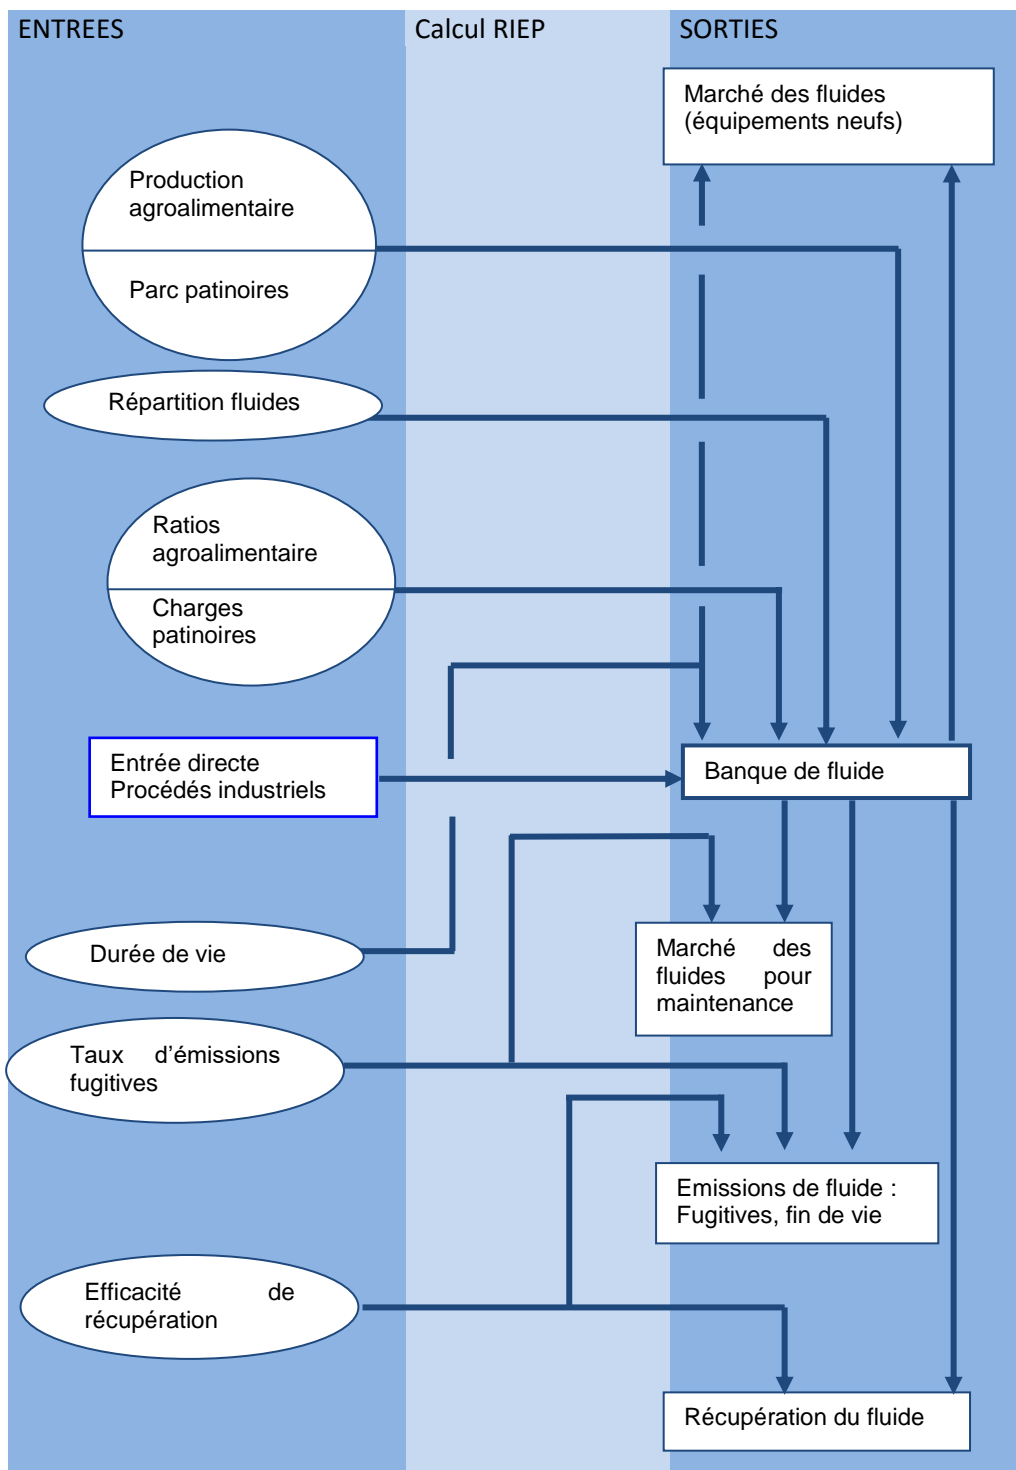 ENTREES
Calcul RIEP
SORTIES
Marché des fluides
(équipements neufs)
Production
agroalimentaire
Parc patinoires
Répartition fluides
Ratios
agroalimentaire
Charges
patinoires
Entrée directe
Procédés industriels
Banque de fluide
Durée de vie
Marché des
fluides pour
maintenance
Taux d'émissions
fugitives
Emissions de fluide :
Fugitives, fin de vie
Efficacité de
récupération
Récupération du fluide